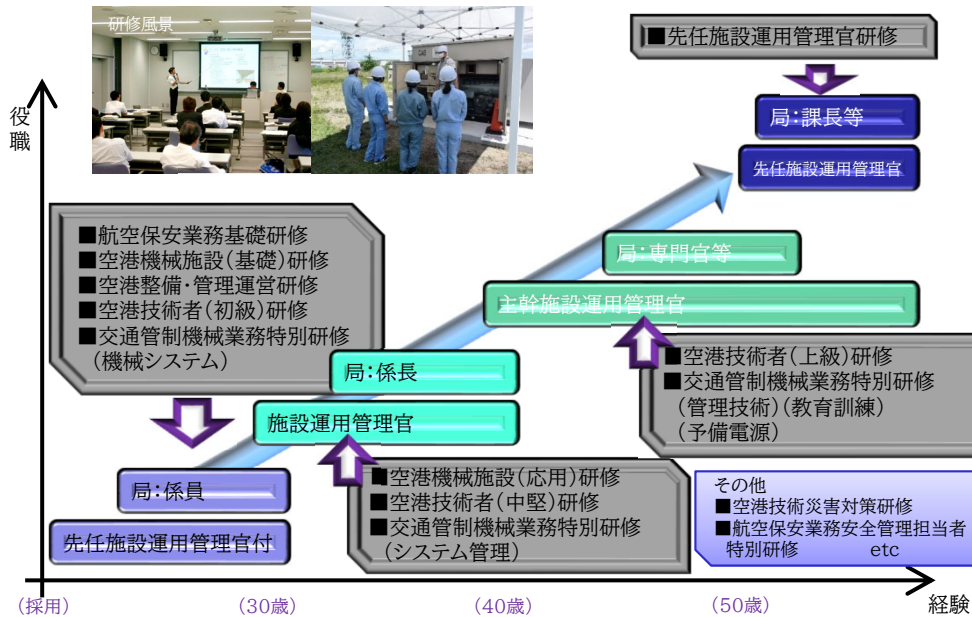 研修風景
■先任施設運用管理官研修
役職
局:課長等
先任施設運用管理官
■航空保安業務基礎研修
■空港機械施設(基礎)研修
■空港整備・管理運営研修
■空港技術者(初級)研修
■交通管制機械業務特別研修
(機械システム)
局:専門官等
主幹施設運用管理官
■空港技術者(上級)研修
■交通管制機械業務特別研修
(管理技術)(教育訓練)
(予備電源)
局:係長
施設運用管理官
■空港機械施設(応用)研修
■空港技術者(中堅)研修
■交通管制機械業務特別研修
(システム管理)
局:係員
先任施設運用管理官付
その他
■空港技術災害対策研修
■航空保安業務安全管理担当者
特別研修 etc
(採用)
(30歳)
(40歳)
(50歳)
経験